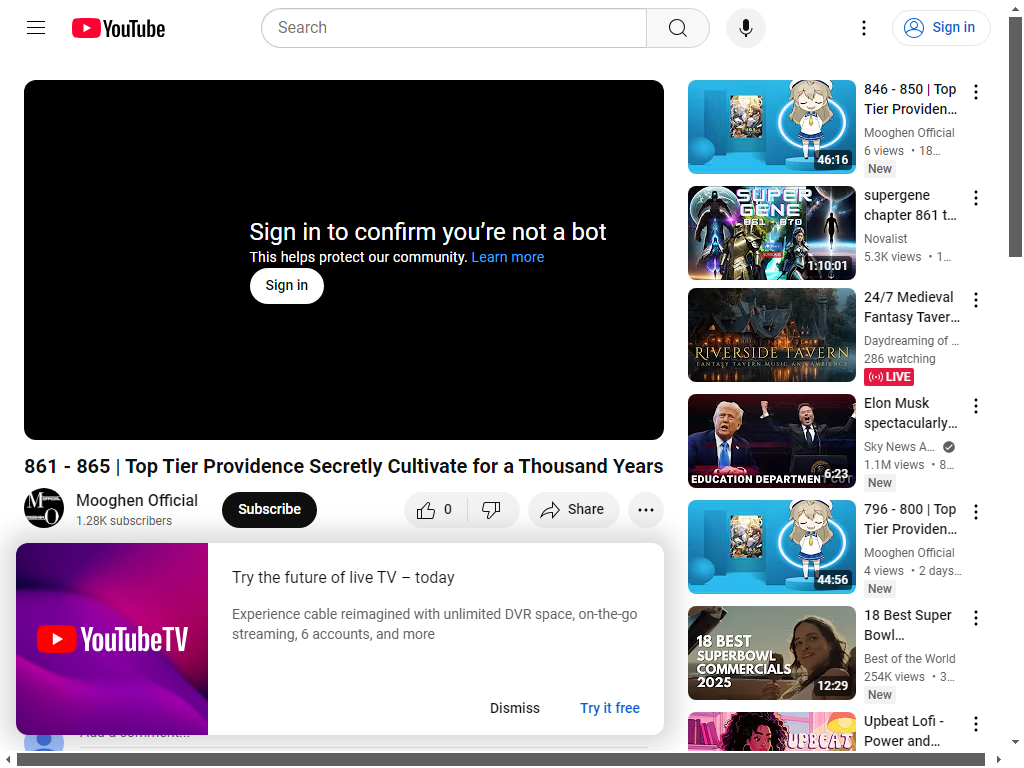 YouTube
Search
Sign in
Sign in to confirm you’re not a bot
This helps protect our community. Learn more
Sign in
861 - 865 | Top Tier Providence Secretly Cultivate for a Thousand Years
Mooghen Official
1.28K subscribers
Subscribe
0
Share
YouTubeTV
Try the future of live TV – today
Experience cable reimagined with unlimited DVR space, on-the-go
streaming, 6 accounts, and more
Dismiss
Try it free
Add a comment...
46:16
846 - 850 | Top
Tier Providen...
Mooghen Official
6 views • 18...
New
SUPER
GENE
861 - 870
1:10:01
supergene
chapter 861 t...
Novalist
5.3K views • 1...
RIVERSIDE TAVERN
FANTASY TAVERN MUSIC AND AMBIENCE
24/7 Medieval
Fantasy Taver...
Daydreaming of ...
286 watching
LIVE
EDUCATION DEPARTMENT CUT
6:23
Elon Musk
spectacularly...
Sky News A...
1.1M views • 8...
New
44:56
796 - 800 | Top
Tier Providen...
Mooghen Official
4 views • 2 days...
New
18 BEST
SUPERBOWL
COMMERCIALS
2025
12:29
18 Best Super
Bowl...
Best of the World
254K views • 3...
New
UPBEAT
Upbeat Lofi -
Power and...